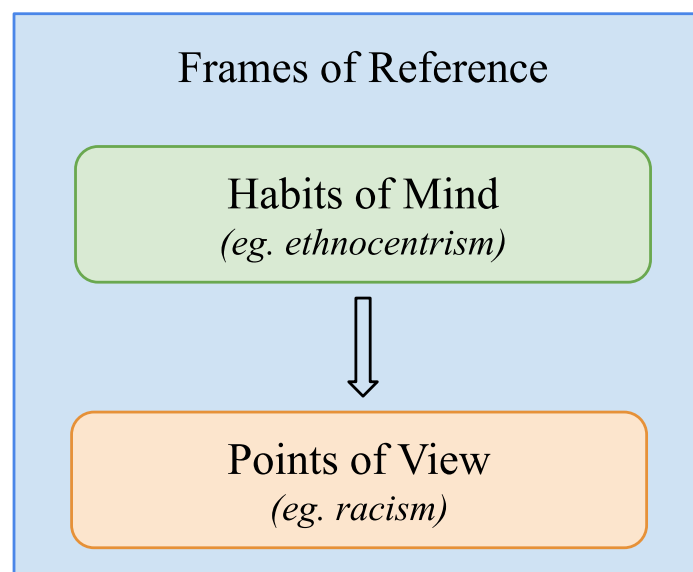 Frames of Reference
Habits of Mind
(eg. ethnocentrism)
Points of View
(eg. racism)